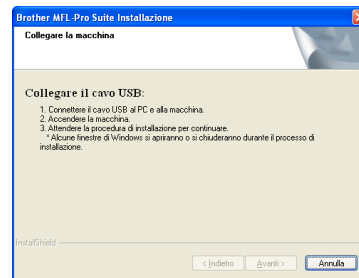 Brother MFL-Pro Suite Installazione
Collegare la macchina
Collegare il cavo USB:
1. Connettere il cavo USB al PC e alla macchina.
2. Accendere la macchina.
3. Attendere la procedura di installazione per continuare.
* Alcune finestre di Windows si apriranno o si chiuderanno durante il processo di
installazione.
InstallShield
< Indietro
Avanti >
Annulla